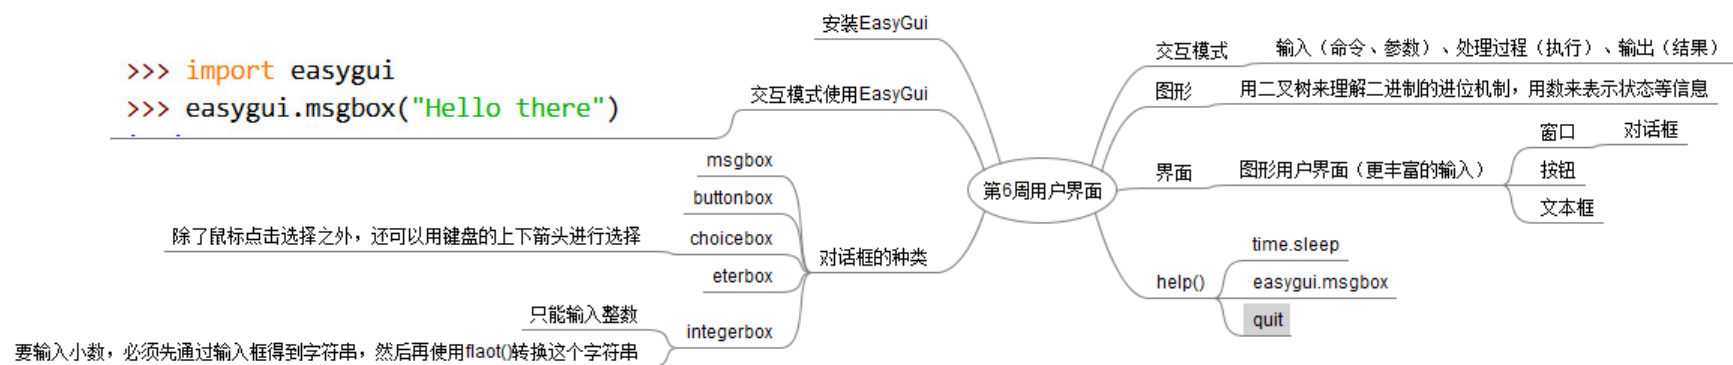 安装EasyGui
>>> import easygui
>>> easygui.msgbox("Hello there")
交互模式使用EasyGui
msgbox
buttonbox
除了鼠标点击选择之外，还可以用键盘的上下箭头进行选择
choicebox
eterbox
只能输入整数
要输入小数，必须先通过输入框得到字符串，然后再使用flaot()转换这个字符串
integerbox
对话框的种类
第6周用户界面
交互模式
输入（命令、参数）、处理过程（执行）、输出（结果）
图形
用二叉树来理解二进制的进位机制，用数来表示状态等信息
界面
图形用户界面（更丰富的输入）
窗口
对话框
按钮
文本框
help()
time.sleep
easygui.msgbox
quit